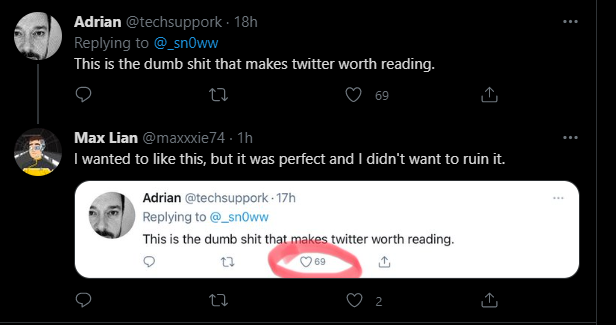 Adrian @techsuppork · 18h
Replying to @_sn0ww
This is the dumb shit that makes twitter worth reading.
69
Max Lian @maxxxie74 · 1h
I wanted to like this, but it was perfect and I didn't want to ruin it.
Adrian @techsuppork · 17h
Replying to @_sn0ww
This is the dumb shit that makes twitter worth reading.
69
2